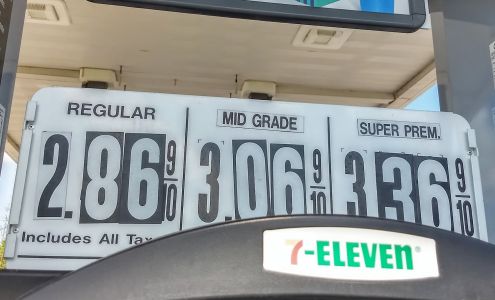 REGULAR MID GRADE SUPER PREM.
2.86 9/10 3.06 9/10 3.36 9/10
Includes All Tax
7-ELEVEN®